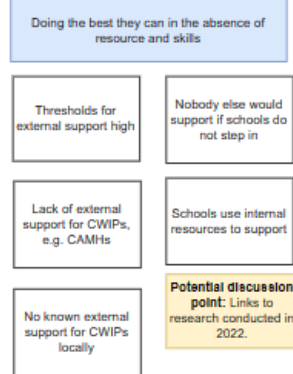 Doing the best they can in the absence of
resource and skills
Thresholds for
external support high
Nobody else would
support if schools do
not step in
Lack of external
support for CWIPs,
e.g. CAMHs
Schools use internal
resources to support
No known external
support for CWIPs
locally
Potential discussion
point: Links to
research conducted in
2022.